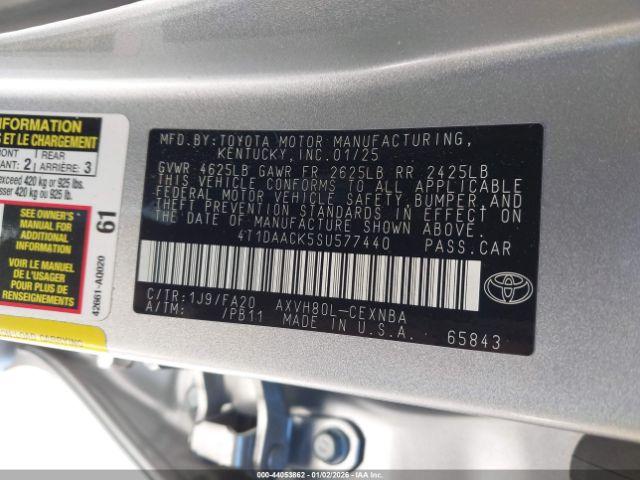 INFORMATION
ET LE CHARGEMENT
FRONT
ANT: 2
REAR
ARRIÈRE: 3
exceed 420 kg or 925 lbs.
sser 420 kg ou 925 lb.
SEE OWNER'S
MANUAL FOR
ADDITIONAL
INFORMATION
VOIR LE MANUEL
DE L'USAGER
POUR PLUS DE
RENSEIGNEMENTS
61
42661-A0020
MFD.BY:TOYOTA MOTOR MANUFACTURING,
KENTUCKY, INC. 01/25
GVWR 4625LB GAWR FR 2625LB RR 2425LB
THIS VEHICLE CONFORMS TO ALL APPLICABLE
FEDERAL MOTOR VEHICLE SAFETY, BUMPER, AND
THEFT PREVENTION STANDARDS IN EFFECT ON
THE DATE OF MANUFACTURE SHOWN ABOVE.
4T1DAACK5SU577440 PASS.CAR
C/TR:1J9/FA20 AXVH80L-CEXNBA
A/TM: /PB11 MADE IN U.S.A.
65843
TOYOTA
000-44053862 - 01/02/2026 - IAA Inc.